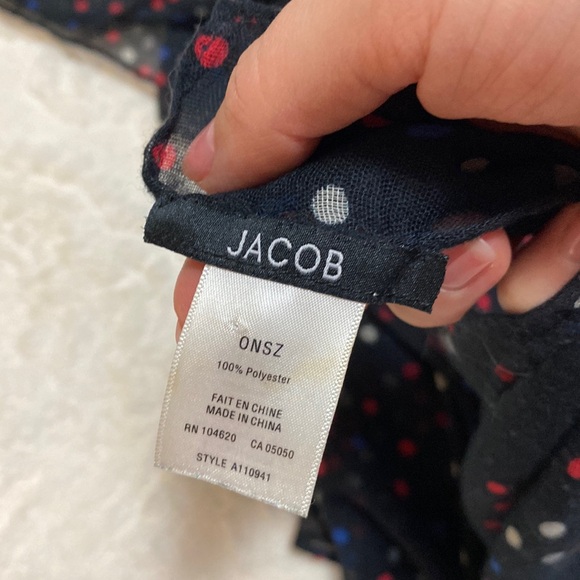 JACOB
ONSZ
100% Polyester
FAIT EN CHINE
MADE IN CHINA
RN 104620 CA 05050
STYLE A110941